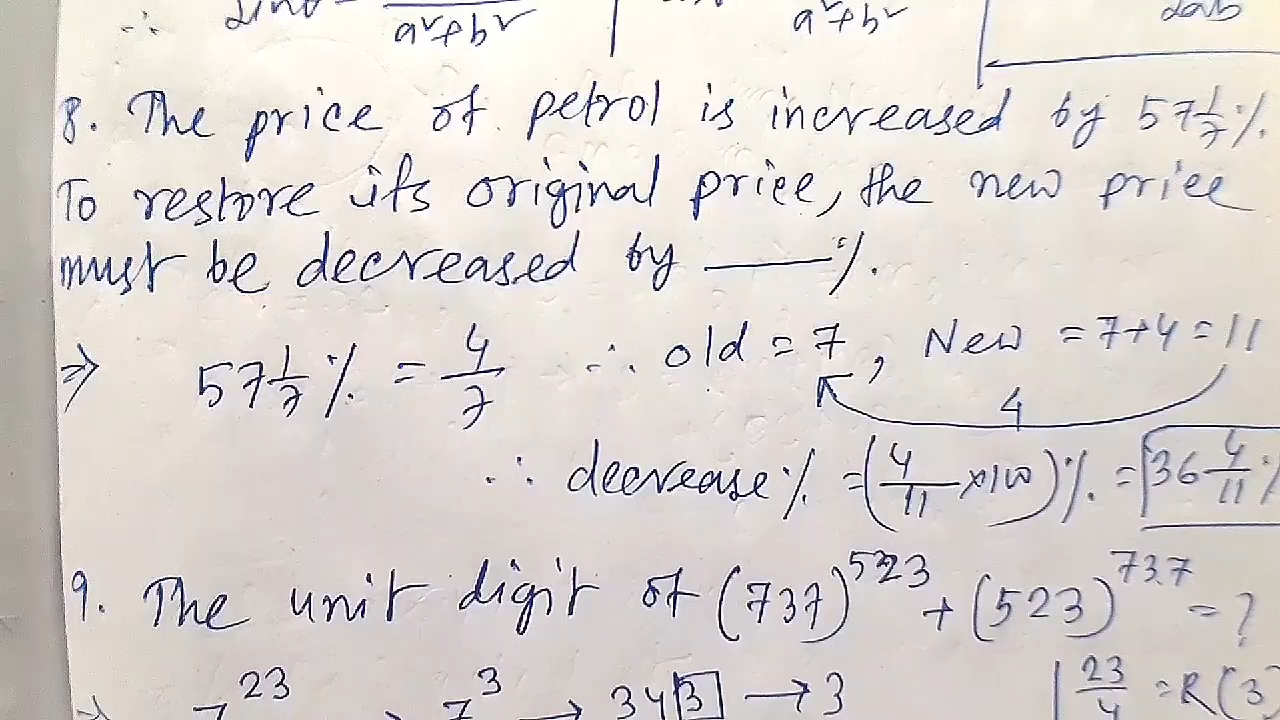 a²+b² a²+b² 2ab
8. The price of petrol is increased by 57 1/7 %.
To restore its original price, the new price
must be decreased by ——%.
⇒ 57 1/7 % = 4/7 ∴ old = 7, New = 7+4 = 11
4
∴ decrease % = (4/11 ×100)% = 36 4/11 %
9. The unit digit of (737)^523 + (523)^737 = ?
⇒ 7^23 → 7^3 → 343 → 3 | 23/4 = R(3)